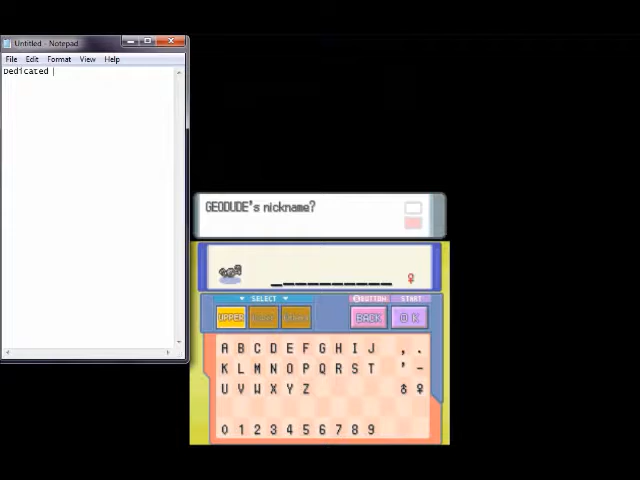 Untitled - Notepad
File Edit Format View Help
Dedicated
GEODUDE's nickname?
♀
SELECT
BUTTON
START
UPPER
BACK
OK
A B C D E F G H I J , .
K L M N O P Q R S T ' -
U V W X Y Z ♂ ♀
0 1 2 3 4 5 6 7 8 9